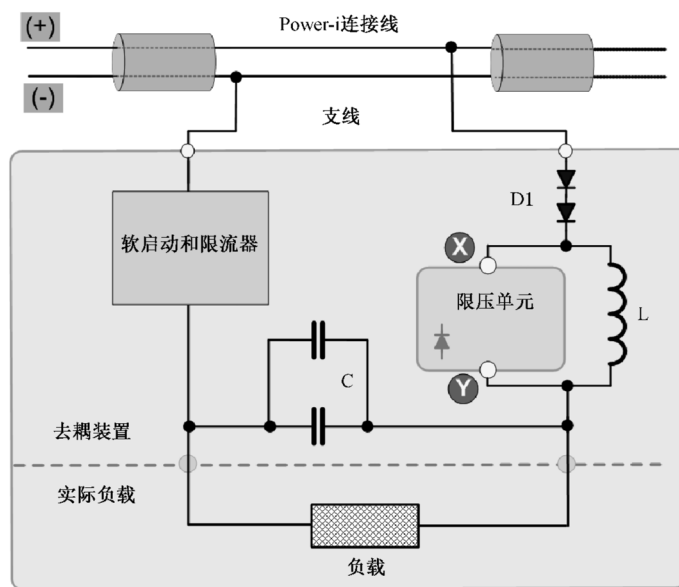 (+)
Power-i连接线
(-)
支线
D1
软启动和限流器
X
限压单元
L
C
Y
去耦装置
实际负载
负载